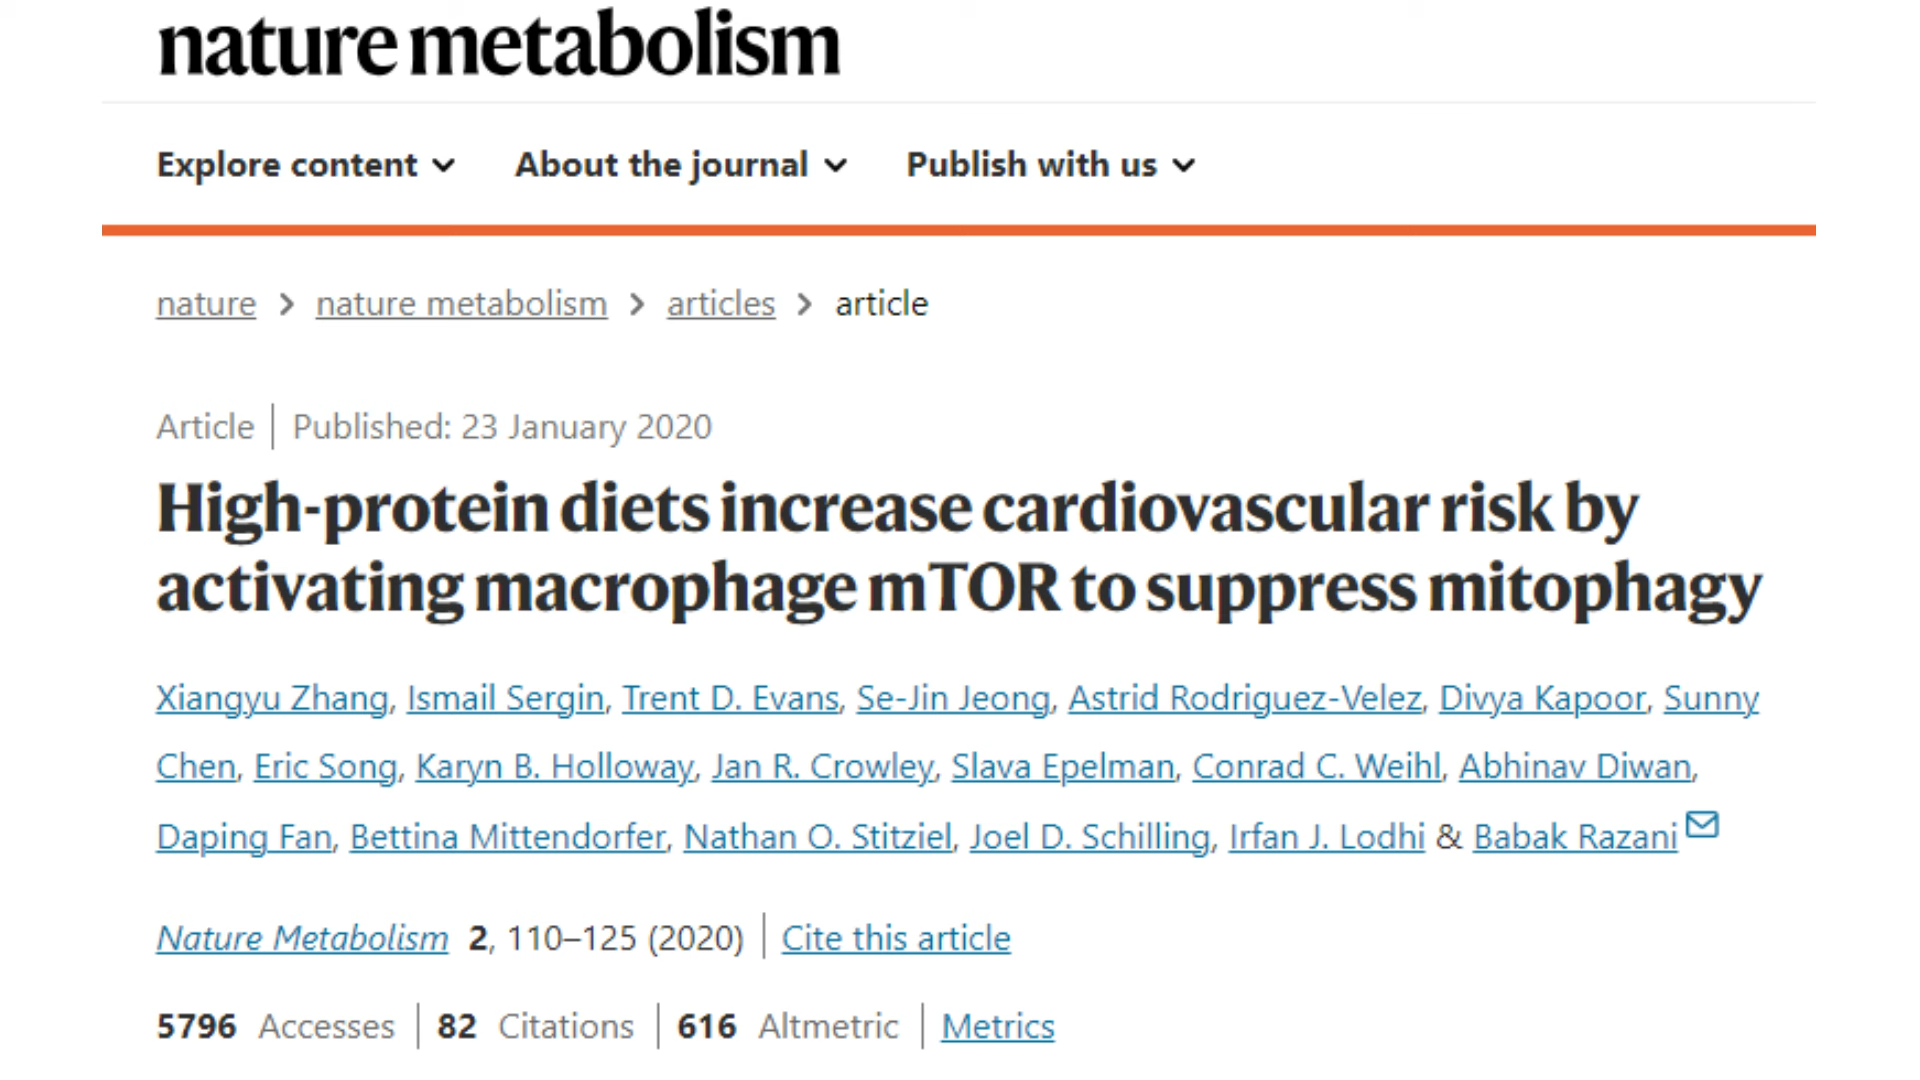 nature metabolism
Explore content About the journal Publish with us
nature > nature metabolism > articles > article
Article | Published: 23 January 2020
High-protein diets increase cardiovascular risk by
activating macrophage mTOR to suppress mitophagy
Xiangyu Zhang, Ismail Sergin, Trent D. Evans, Se-Jin Jeong, Astrid Rodriguez-Velez, Divya Kapoor, Sunny
Chen, Eric Song, Karyn B. Holloway, Jan R. Crowley, Slava Epelman, Conrad C. Weihl, Abhinav Diwan,
Daping Fan, Bettina Mittendorfer, Nathan O. Stitziel, Joel D. Schilling, Irfan J. Lodhi & Babak Razani
Nature Metabolism 2, 110–125 (2020) | Cite this article
5796 Accesses | 82 Citations | 616 Altmetric | Metrics